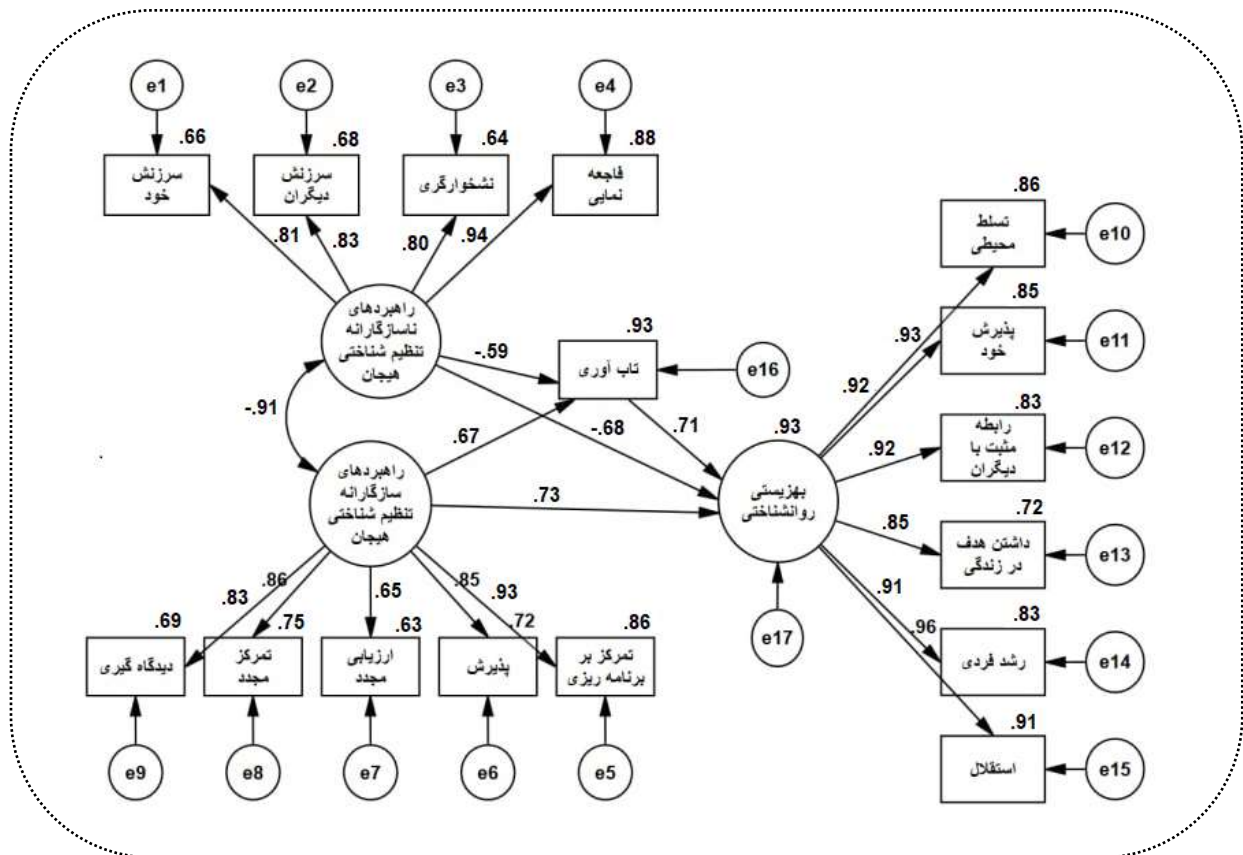 e1
e2
e3
e4
.66
.68
.64
.88
سرزنش
خود
سرزنش
دیگران
نشخوارگری
فاجعه
نمایی
.81
.83
.80
.94
راهبردهای
ناسازگارانه
تنظیم شناختی
هیجان
-.91
راهبردهای
سازگارانه
تنظیم شناختی
هیجان
-.59
.67
-.68
.73
.93
تاب آوری
e16
.71
.93
بهزیستی
روانشناختی
e17
.93
.92
.92
.85
.91
.96
.86
تسلط
محیطی
e10
.85
پذیرش
خود
e11
.83
رابطه
مثبت با
دیگران
e12
.72
داشتن هدف
در زندگی
e13
.83
رشد فردی
e14
.91
استقلال
e15
.83
.86
.65
.85
.93
.69
.75
.63
.72
.86
دیدگاه گیری
تمرکز
مجدد
ارزیابی
مجدد
پذیرش
تمرکز بر
برنامه ریزی
e9
e8
e7
e6
e5